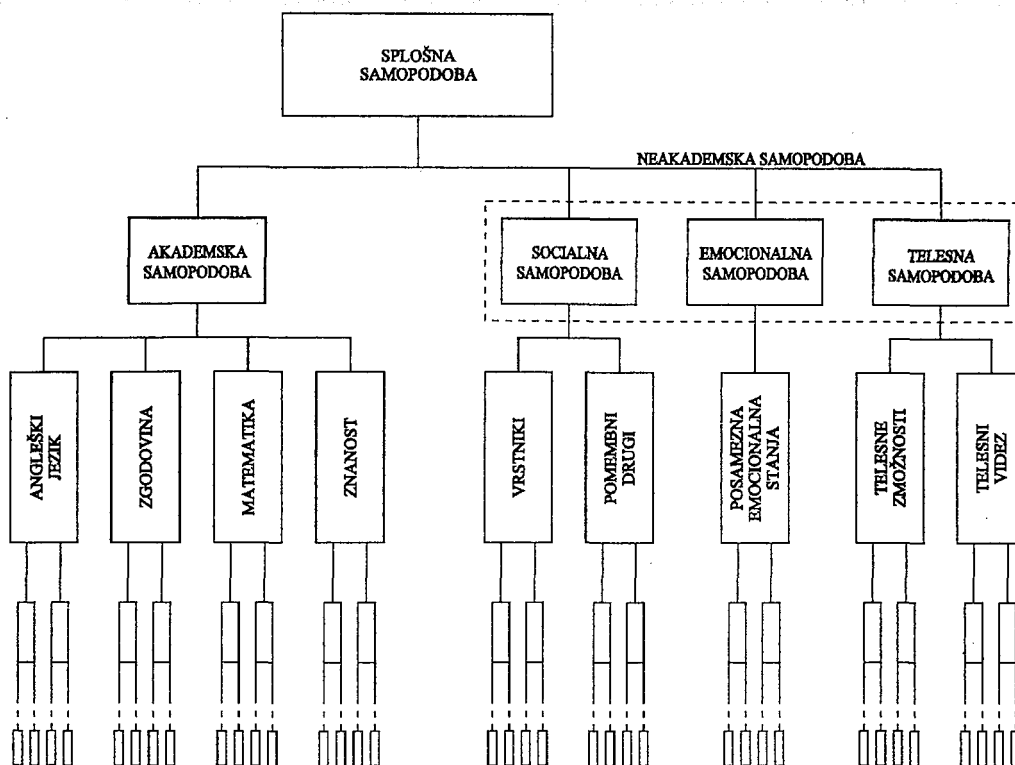 SPLOŠNA
SAMOPODOBA
NEAKADEMSKA SAMOPODOBA
AKADEMSKA
SAMOPODOBA
SOCIALNA
SAMOPODOBA
EMOCIONALNA
SAMOPODOBA
TELESNA
SAMOPODOBA
ANGLEŠKI
JEZIK
ZGODOVINA
MATEMATIKA
ZNANOST
VRSTNIKI
POMEMBNI
DRUGI
POSAMEZNA
EMOCIONALNA
STANJA
TELESNE
ZMOŽNOSTI
TELESNI
VIDEZ